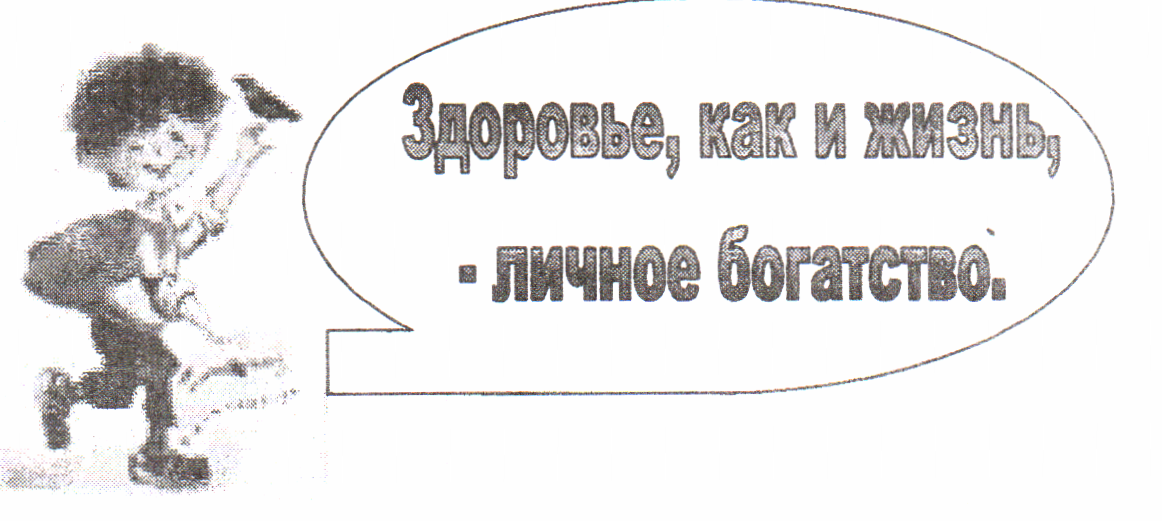 Здоровье, как и жизнь,
- личное богатство.